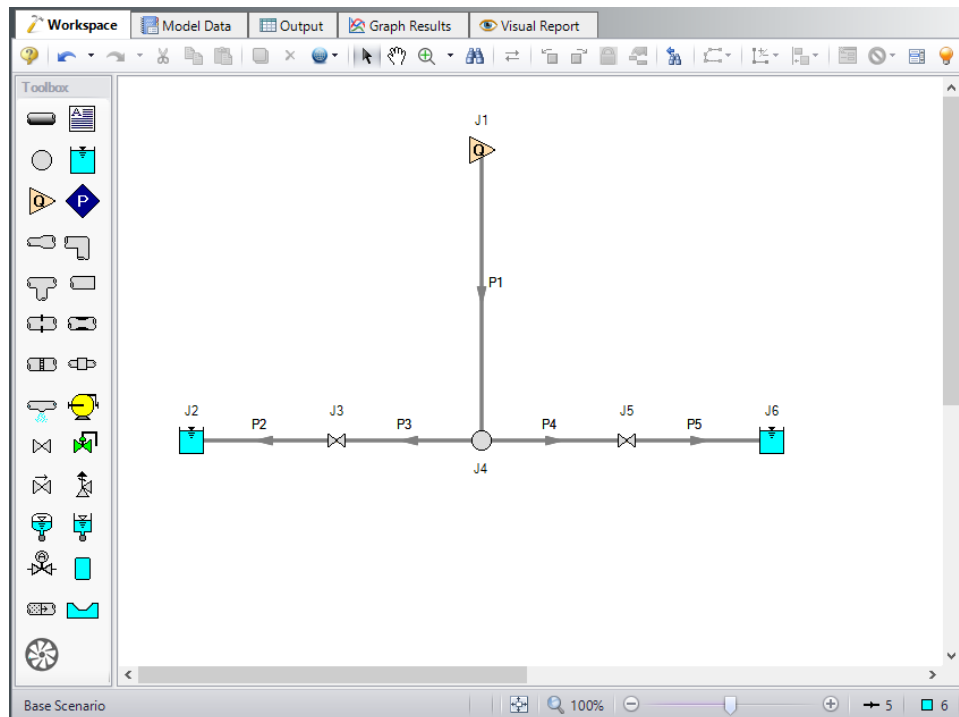 Workspace Model Data Output Graph Results Visual Report
Toolbox
A
Q P
J1
Q
P1
J2 J3 J5 J6
P2 P3 P4 P5
J4
Base Scenario 100% 5 6